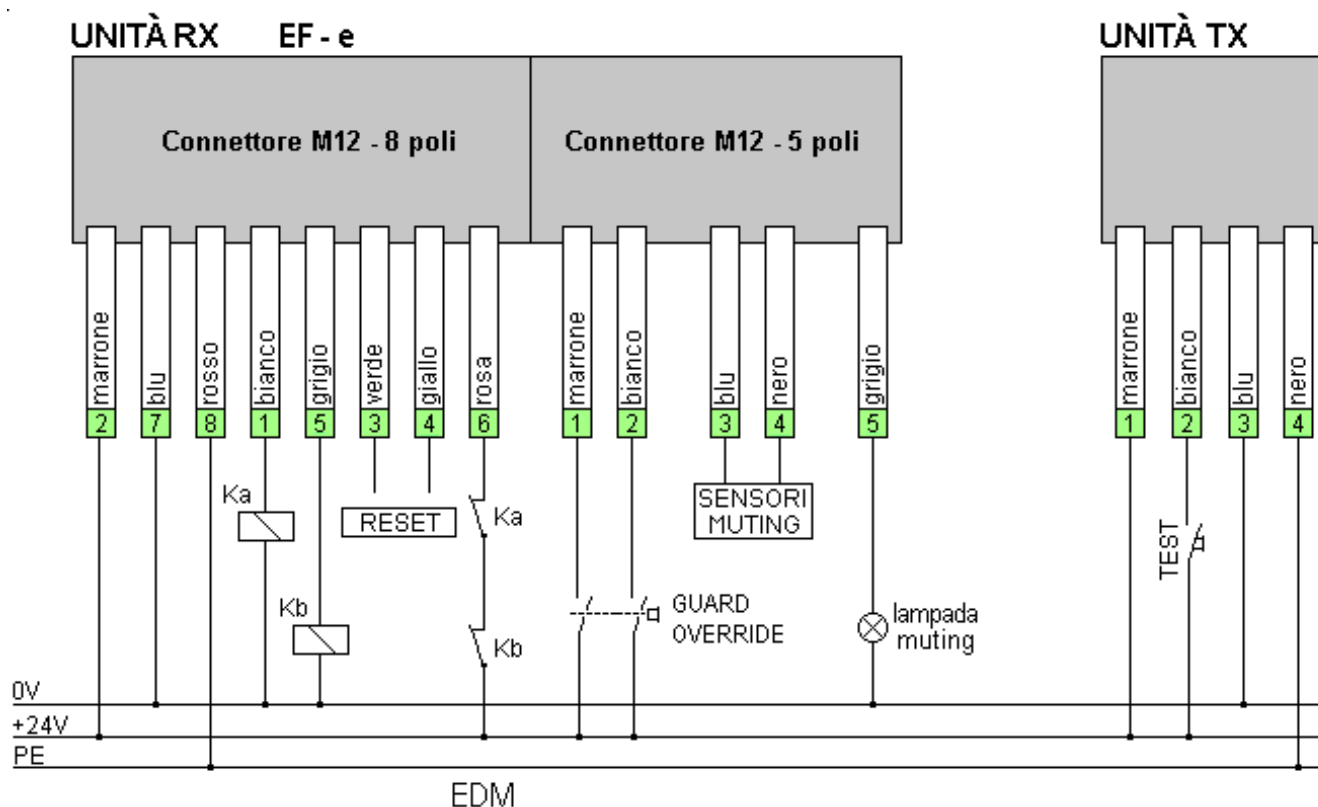 UNITÀ RX EF - e
UNITÀ TX
Connettore M12 - 8 poli
Connettore M12 - 5 poli
marrone
blu
rosso
bianco
grigio
verde
giallo
rosa
marrone
bianco
blu
nero
grigio
marrone
bianco
blu
nero
2 7 8 1 5 3 4 6 1 2 3 4 5 1 2 3 4
Ka
RESET
Ka
SENSORI
MUTING
TEST
Kb
Kb
GUARD
OVERRIDE
lampada
muting
0V
+24V
PE
EDM